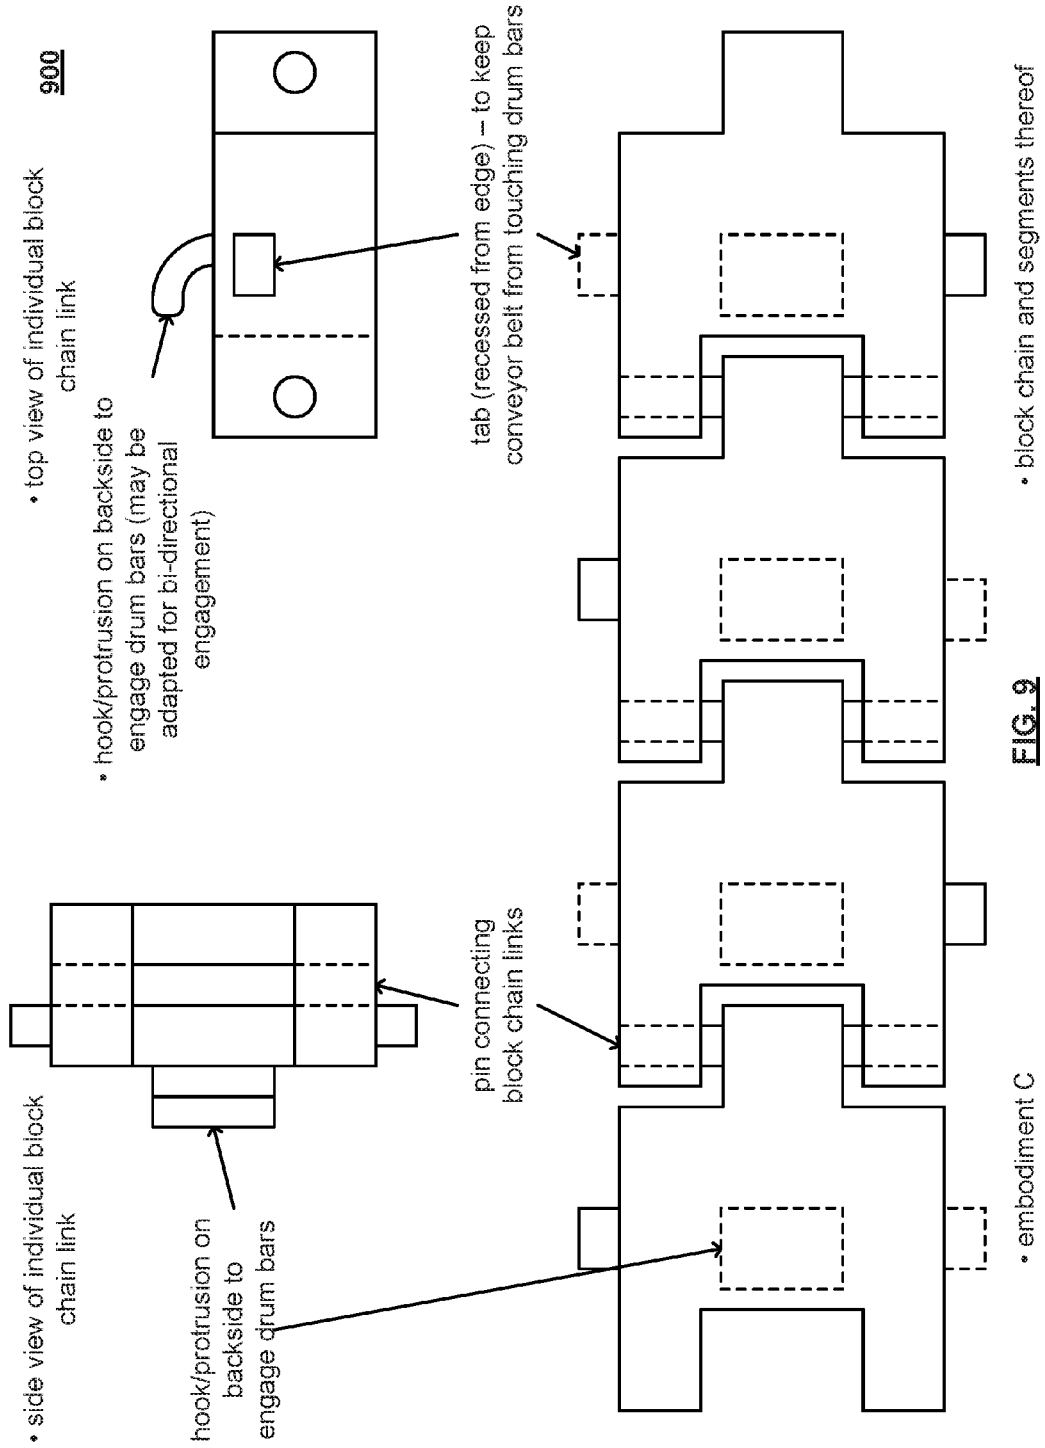 • side view of individual block
chain link
hook/protrusion on
backside to
engage drum bars
pin connecting
block chain links
• top view of individual block
chain link
900
• hook/protrusion on backside to
engage drum bars (may be
adapted for bi-directional
engagement)
tab (recessed from edge) – to keep
conveyor belt from touching drum bars
• embodiment C
• block chain and segments thereof
FIG. 9